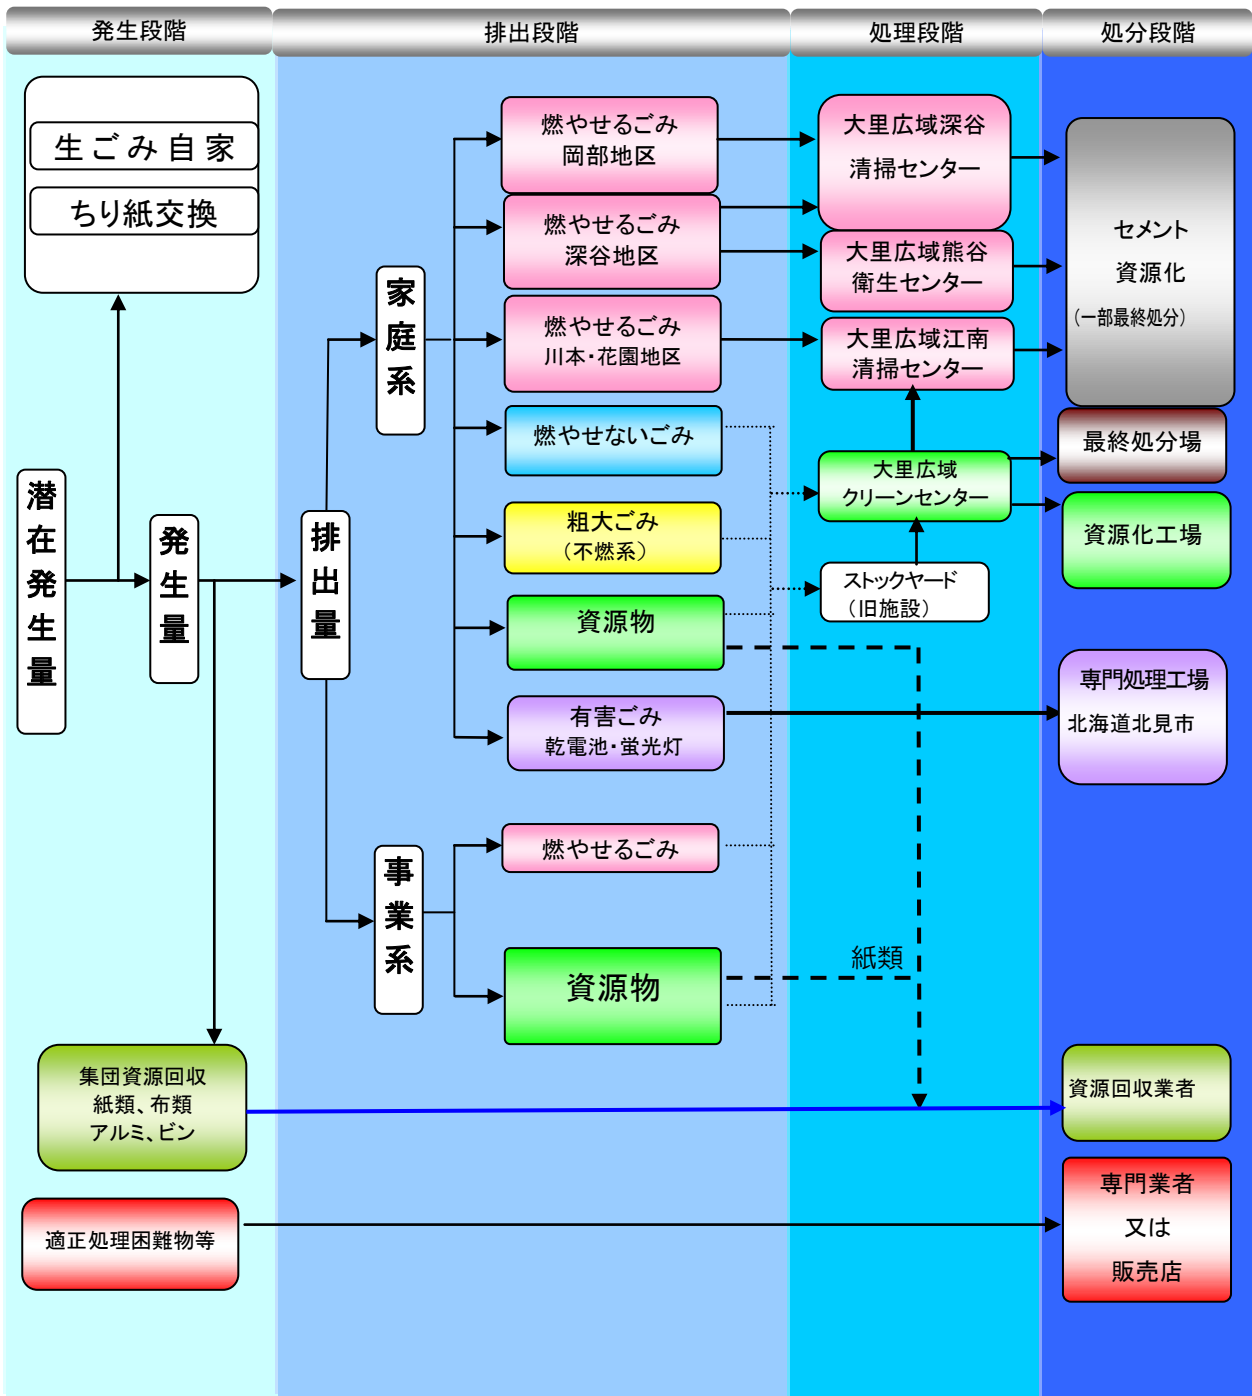 発生段階
排出段階
処理段階
処分段階
生ごみ自家
ちり紙交換
潜在発生量
発生量
排出量
家庭系
事業系
燃やせるごみ
岡部地区
燃やせるごみ
深谷地区
燃やせるごみ
川本・花園地区
燃やせないごみ
粗大ごみ
（不燃系）
資源物
有害ごみ
乾電池・蛍光灯
燃やせるごみ
資源物
大里広域深谷
清掃センター
大里広域熊谷
衛生センター
大里広域江南
清掃センター
大里広域
クリーンセンター
ストックヤード
（旧施設）
紙類
セメント
資源化
（一部最終処分）
最終処分場
資源化工場
専門処理工場
北海道北見市
集団資源回収
紙類、布類
アルミ、ビン
資源回収業者
適正処理困難物等
専門業者
又は
販売店